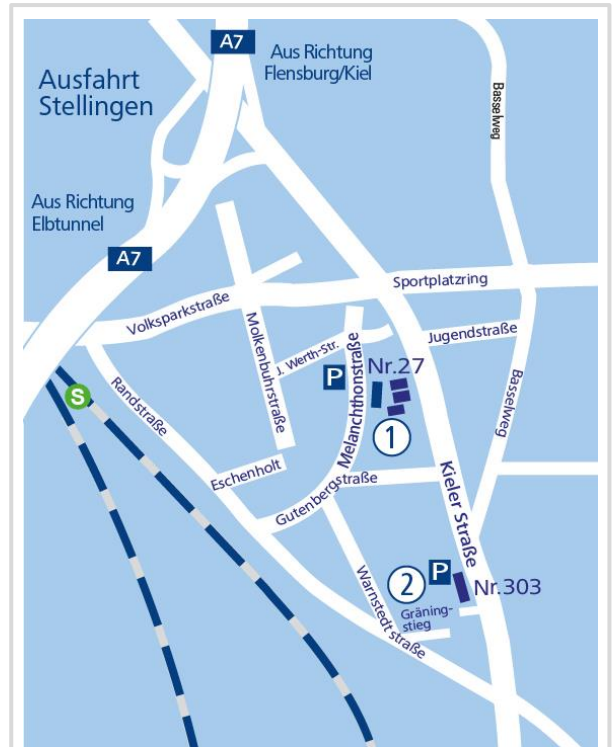 A7
Aus Richtung
Flensburg/Kiel
Ausfahrt
Stellingen
Basselweg
Aus Richtung
Elbtunnel
A7
Sportplatzring
Volksparkstraße
Molkenbuhrstraße
J. Werth-Str.
Jugendstraße
P
Nr.27
Melanchthonstraße
S
Randstraße
Basselweg
1
Eschenholt
Gutenbergstraße
Kieler Straße
2
P
Nr.303
Warnstedtstraße
Gräning-
stieg